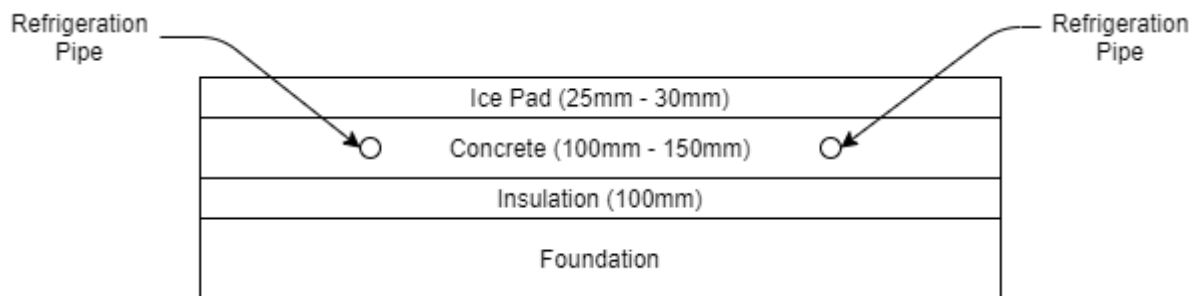 Refrigeration
Pipe
Refrigeration
Pipe
Ice Pad (25mm - 30mm)
Concrete (100mm - 150mm)
Insulation (100mm)
Foundation